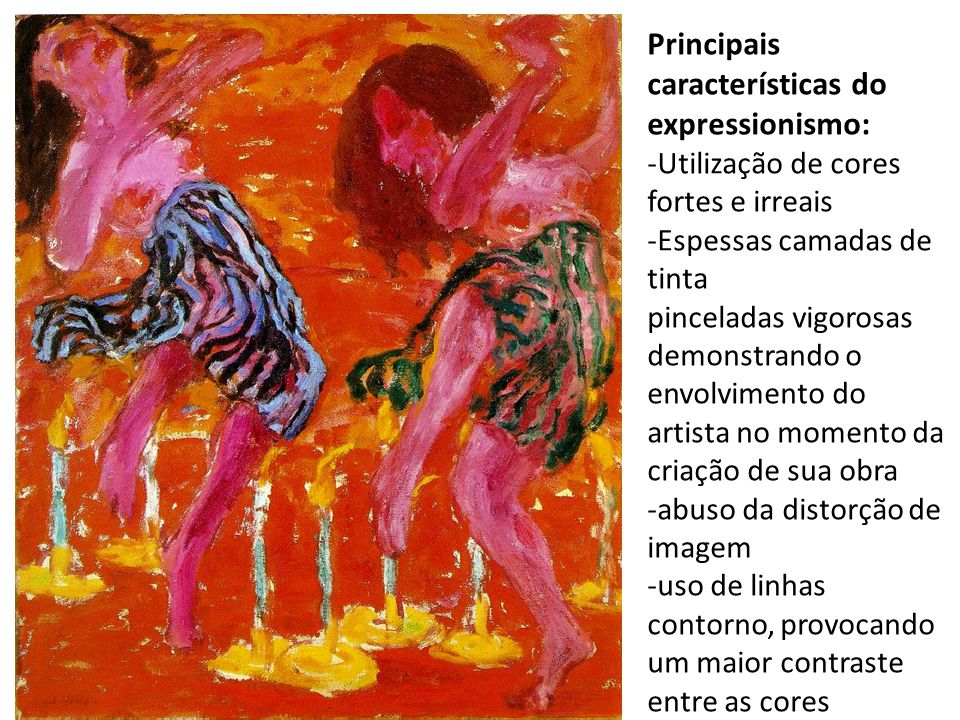 Principais
características do
expressionismo:
-Utilização de cores
fortes e irreais
-Espessas camadas de
tinta
pinceladas vigorosas
demonstrando o
envolvimento do
artista no momento da
criação de sua obra
-abuso da distorção de
imagem
-uso de linhas
contorno, provocando
um maior contraste
entre as cores